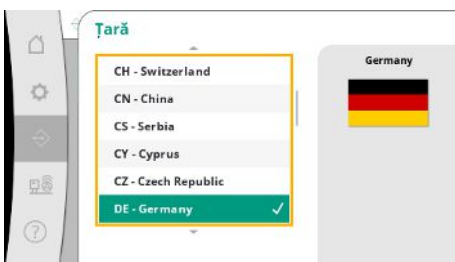 Țară
CH - Switzerland
CN - China
CS - Serbia
CY - Cyprus
CZ - Czech Republic
DE - Germany
Germany